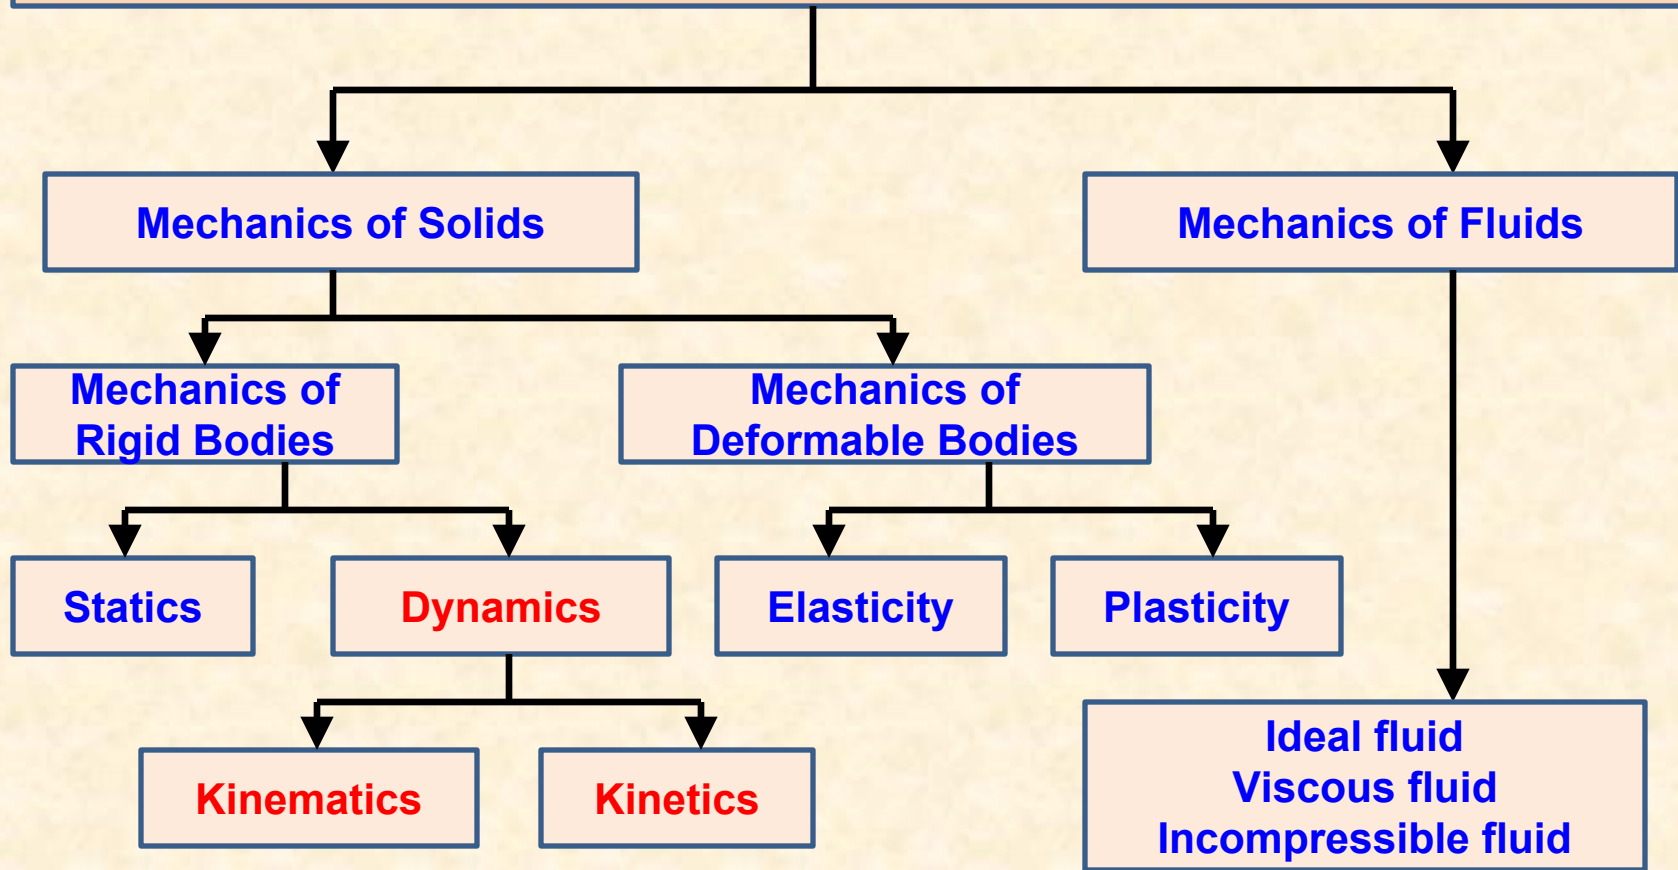 Mechanics of Solids
Mechanics of Fluids
Mechanics of
Rigid Bodies
Mechanics of
Deformable Bodies
Statics
Dynamics
Elasticity
Plasticity
Kinematics
Kinetics
Ideal fluid
Viscous fluid
Incompressible fluid